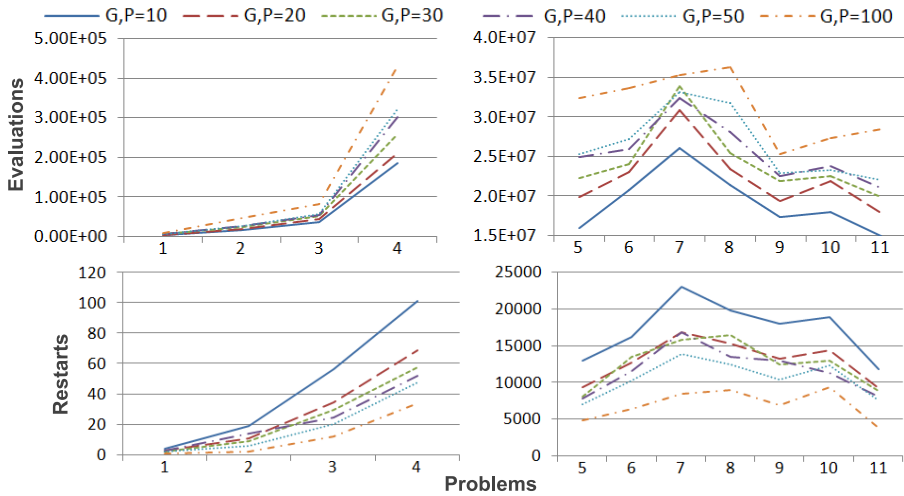 G,P=10 G,P=20 G,P=30 G,P=40 G,P=50 G,P=100
Evaluations
5.00E+05
4.00E+05
3.00E+05
2.00E+05
1.00E+05
0.00E+00
1 2 3 4
4.0E+07
3.5E+07
3.0E+07
2.5E+07
2.0E+07
1.5E+07
5 6 7 8 9 10 11
Restarts
120
100
80
60
40
20
0
1 2 3 4
25000
20000
15000
10000
5000
0
5 6 7 8 9 10 11
Problems